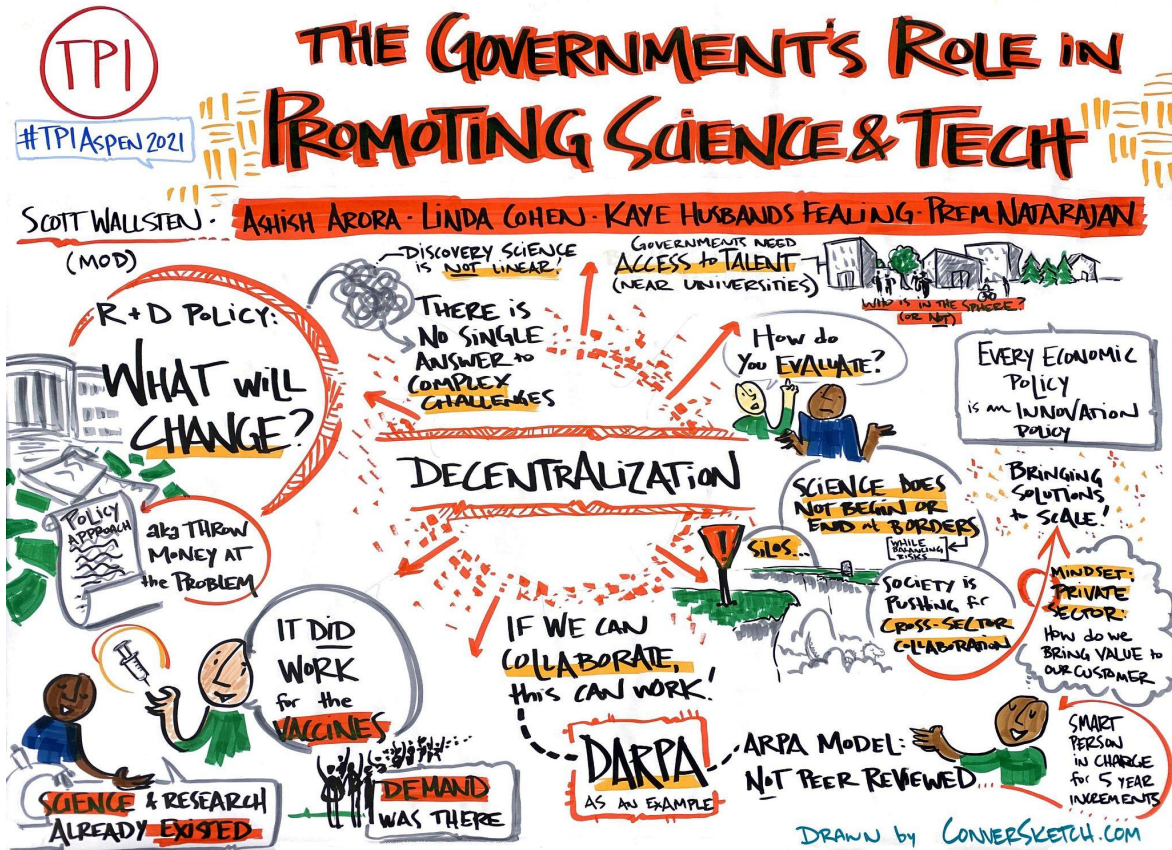 TPI
#TPIASPEN2021
THE GOVERNMENT'S ROLE IN
PROMOTING SCIENCE & TECH
SCOTT WALLSTEN · ASHISH ARORA · LINDA COHEN · KAYE HUSBANDS FEALING · PREM NATARAJAN
(MOD)
R+D POLICY:
WHAT WILL
CHANGE?
POLICY
APPROACH
aka THROW
MONEY AT
the PROBLEM
DISCOVERY SCIENCE
IS NOT LINEAR!
THERE IS
NO SINGLE
ANSWER to
COMPLEX
CHALLENGES
GOVERNMENTS NEED
ACCESS to TALENT
(NEAR UNIVERSITIES)
WHO IS IN THE SPHERE?
(OR NOT)
How do
you EVALUATE?
EVERY ECONOMIC
POLICY
is an INNOVATION
POLICY
DECENTRALIZATION
SCIENCE DOES
NOT BEGIN OR
END at BORDERS
[WHILE
BALANCING
RISKS]
SILOS...
SOCIETY IS
PUSHING for
CROSS-SECTOR
COLLABORATION
BRINGING
SOLUTIONS
to SCALE!
MINDSET:
PRIVATE
SECTOR:
How do we
BRING VALUE to
OUR CUSTOMER
IT DID
WORK
for the
VACCINES
SCIENCE & RESEARCH
ALREADY EXISTED
DEMAND
WAS THERE
IF WE CAN
COLLABORATE,
this CAN WORK!
DARPA
AS AN EXAMPLE
ARPA MODEL:
NOT PEER REVIEWED...
SMART
PERSON
IN CHARGE
for 5 YEAR
INCREMENTS
DRAWN by CONVERSKETCH.COM